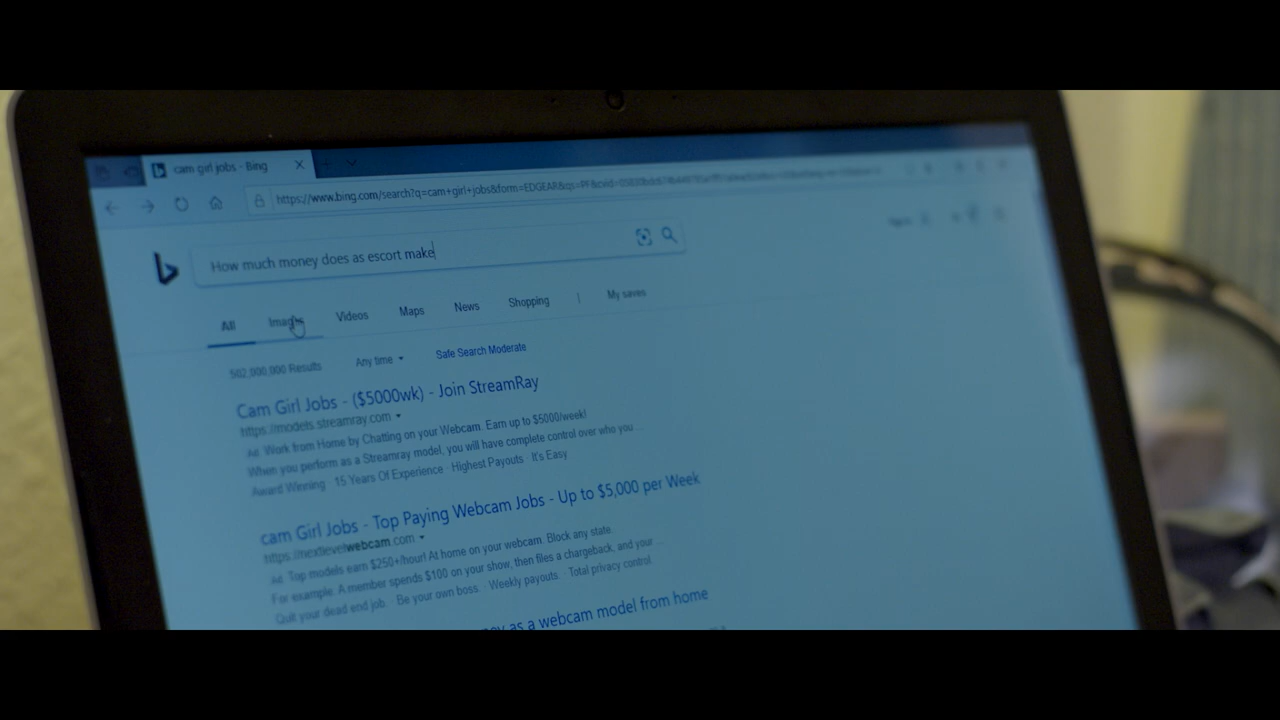 cam girl jobs - Bing
https://www.bing.com/search?q=cam+girl+jobs&form=EDGEAR&qs=PF&cvid=
How much money does as escort make
All Images Videos Maps News Shopping | My saves
502,000,000 Results Any time Safe Search Moderate
Cam Girl Jobs - ($5000wk) - Join StreamRay
https://models.streamray.com
Ad Work from Home by Chatting on your Webcam. Earn up to $5000/week!
When you perform as a Streamray model, you will have complete control over who you ...
Award Winning · 15 Years Of Experience · Highest Payouts · It's Easy
cam Girl Jobs - Top Paying Webcam Jobs - Up to $5,000 per Week
https://nextlevelwebcam.com
Ad Top models earn $250+/hour! At home on your webcam. Block any state.
For example. A member spends $100 on your show, then files a chargeback, and your ...
Quit your dead end job. · Be your own boss. · Weekly payouts. · Total privacy control.
as a webcam model from home